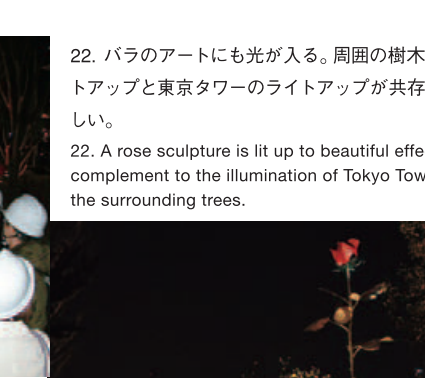 22. バラのアートにも光が入る。周囲の樹木
トアップと東京タワーのライトアップが共存
しい。
22. A rose sculpture is lit up to beautiful effe
complement to the illumination of Tokyo Tow
the surrounding trees.